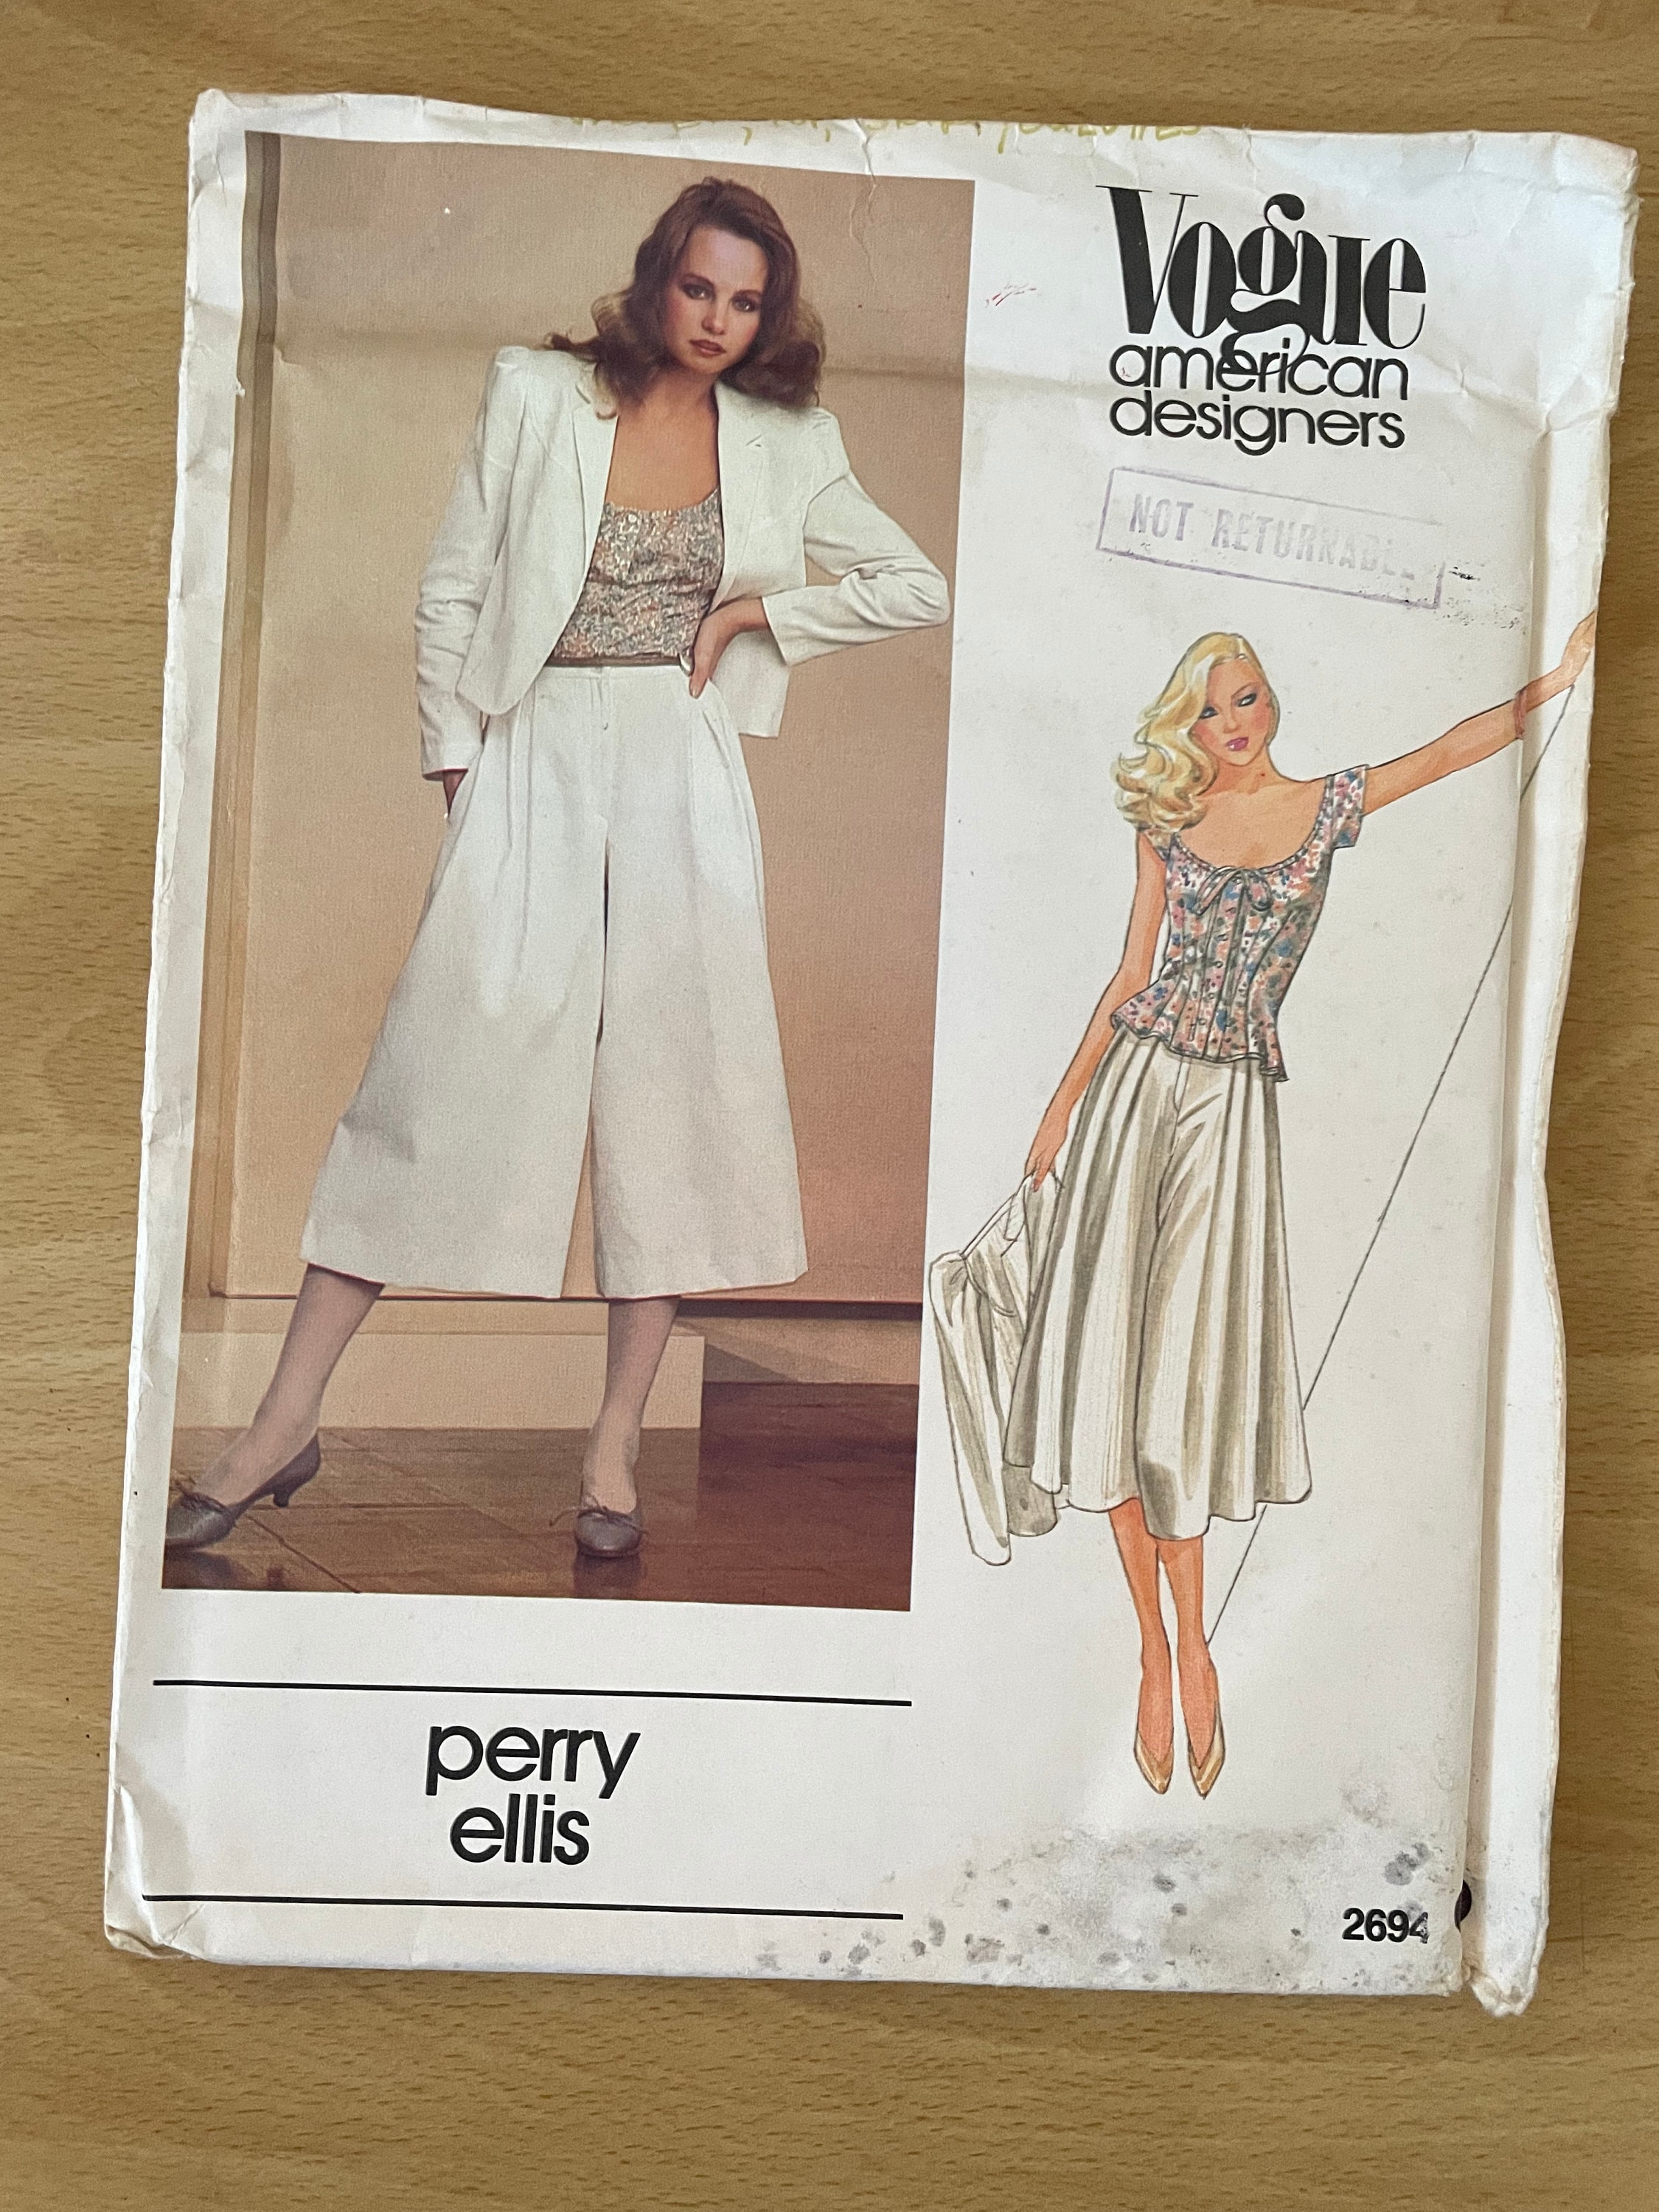 Vogue
american
designers
NOT RETURNABLE
perry
ellis
2694